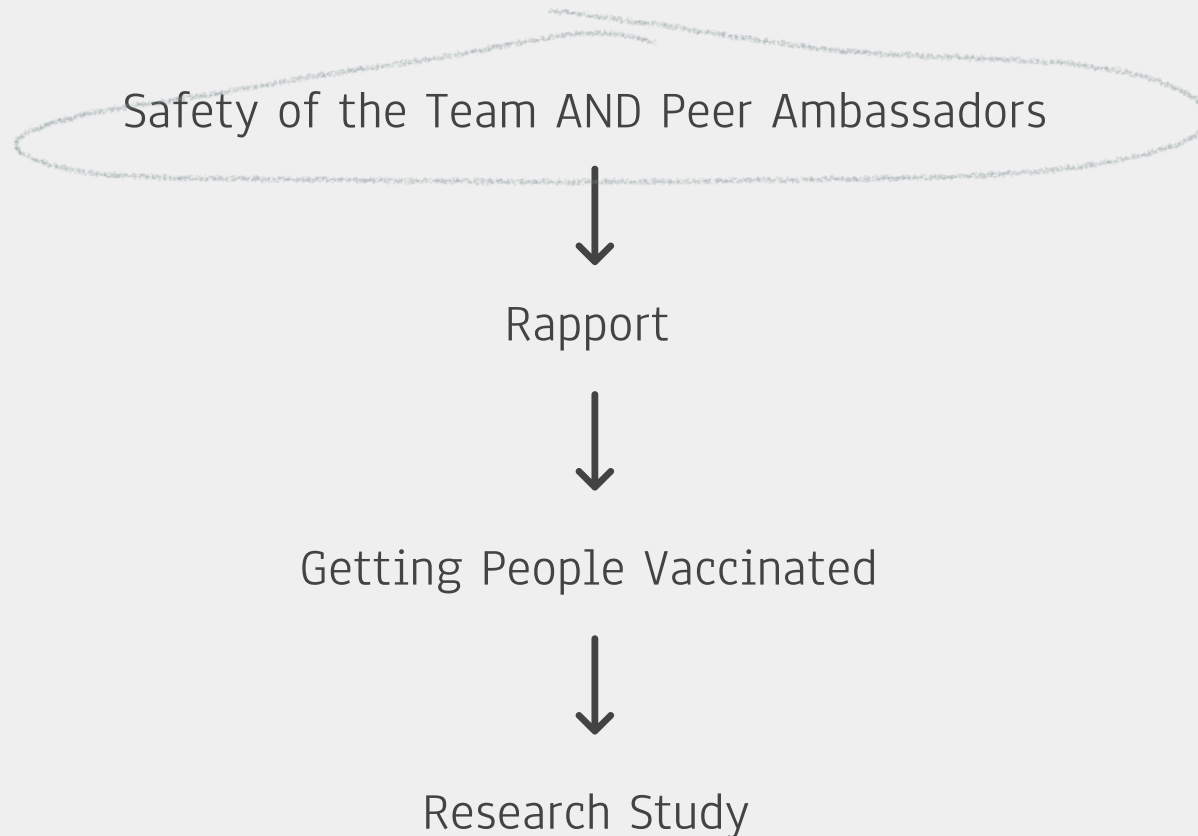 Safety of the Team AND Peer Ambassadors
Rapport
Getting People Vaccinated
Research Study